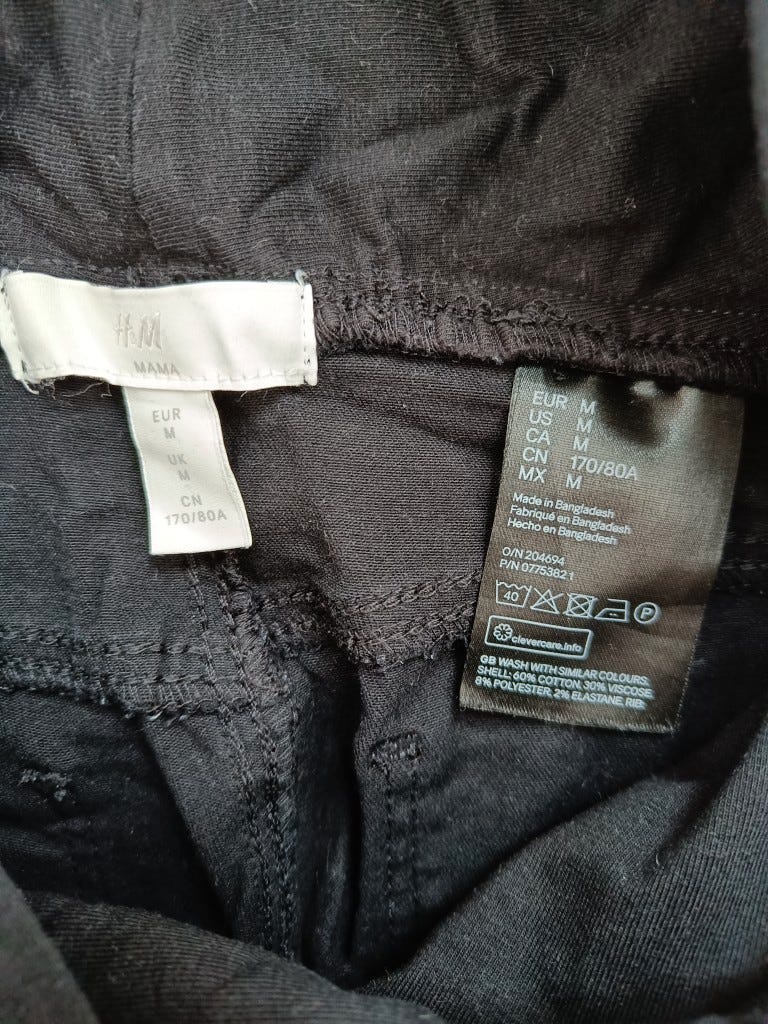 H&M
MAMA
EUR
M
UK
M
CN
170/80A
EUR M
US M
CA M
CN 170/80A
MX M
Made in Bangladesh
Fabriqué en Bangladesh
Hecho en Bangladesh
O/N 204694
P/N 07753821
40 P
clevercare.info
GB WASH WITH SIMILAR COLOURS.
SHELL: 60% COTTON, 30% VISCOSE,
8% POLYESTER, 2% ELASTANE. RIB: